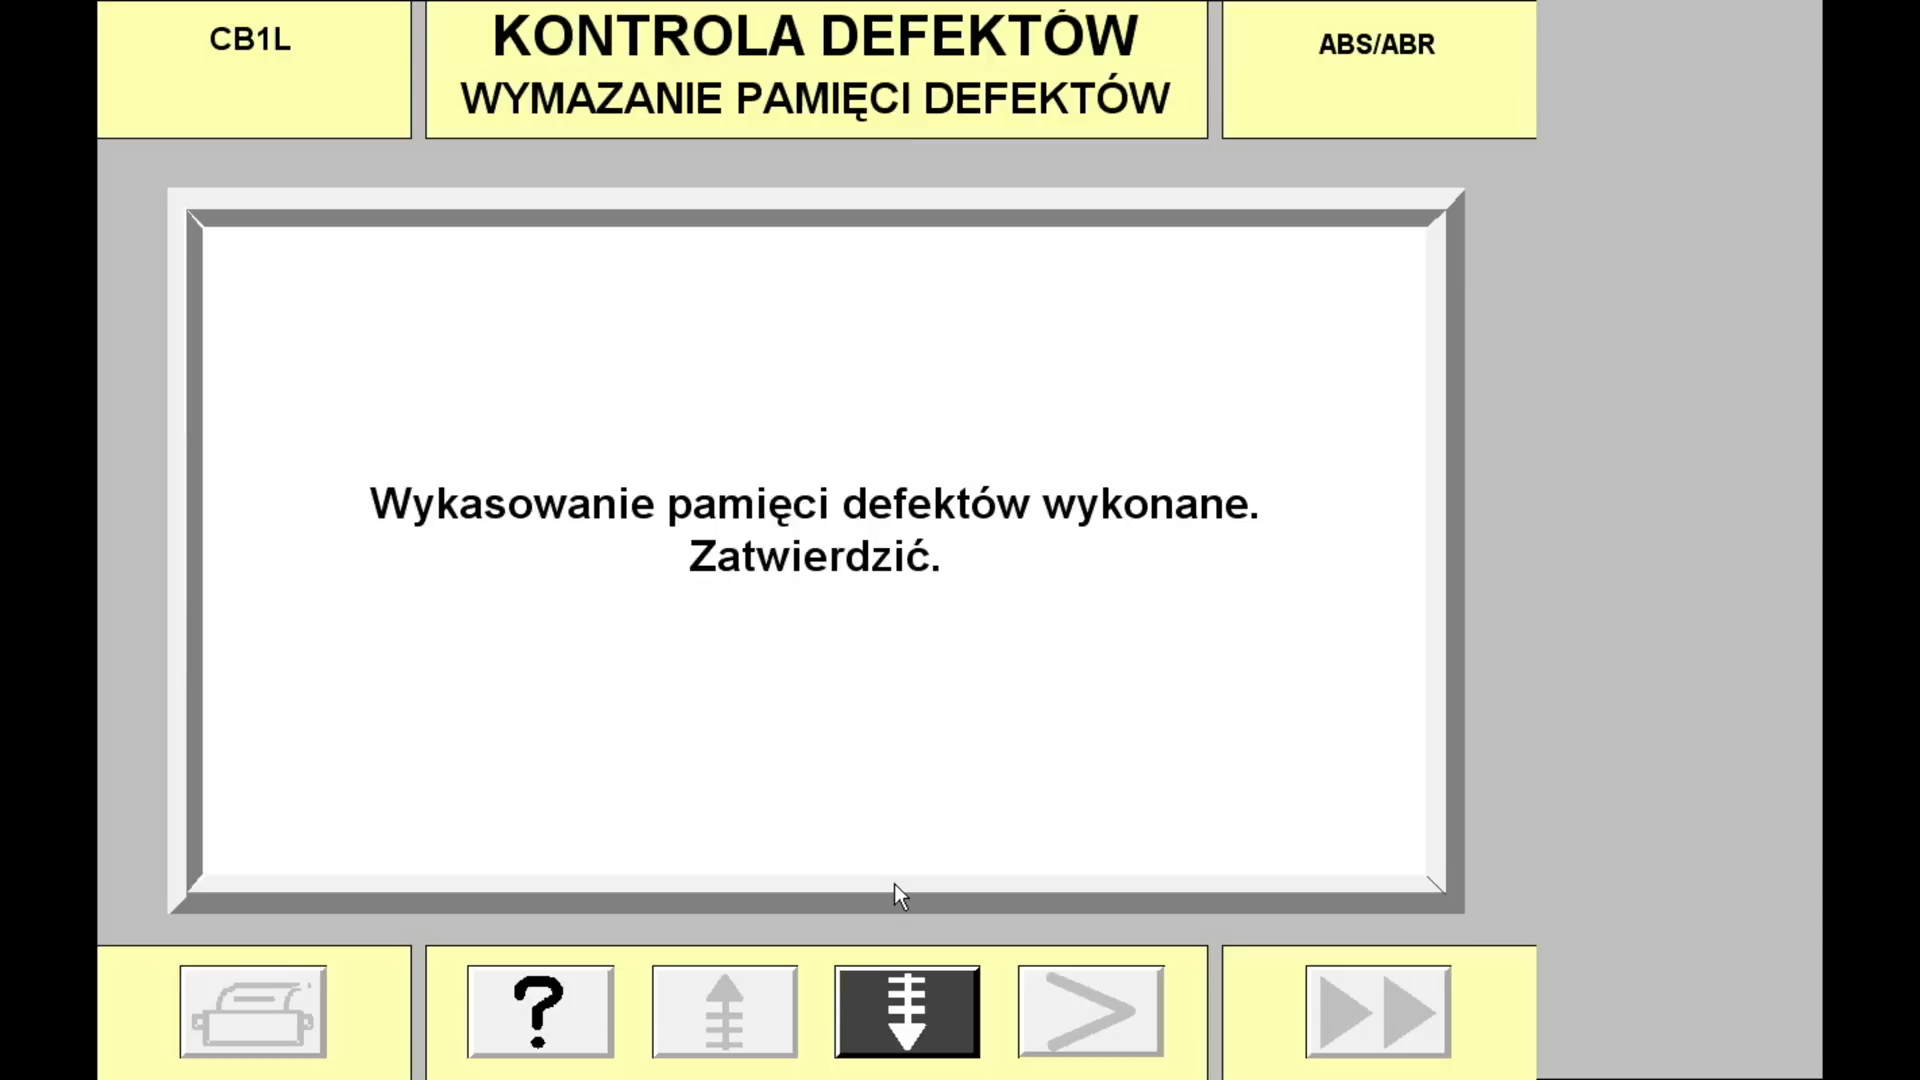 CB1L
KONTROLA DEFEKTÓW
WYMAZANIE PAMIĘCI DEFEKTÓW
ABS/ABR
Wykasowanie pamięci defektów wykonane.
Zatwierdzić.
?
>